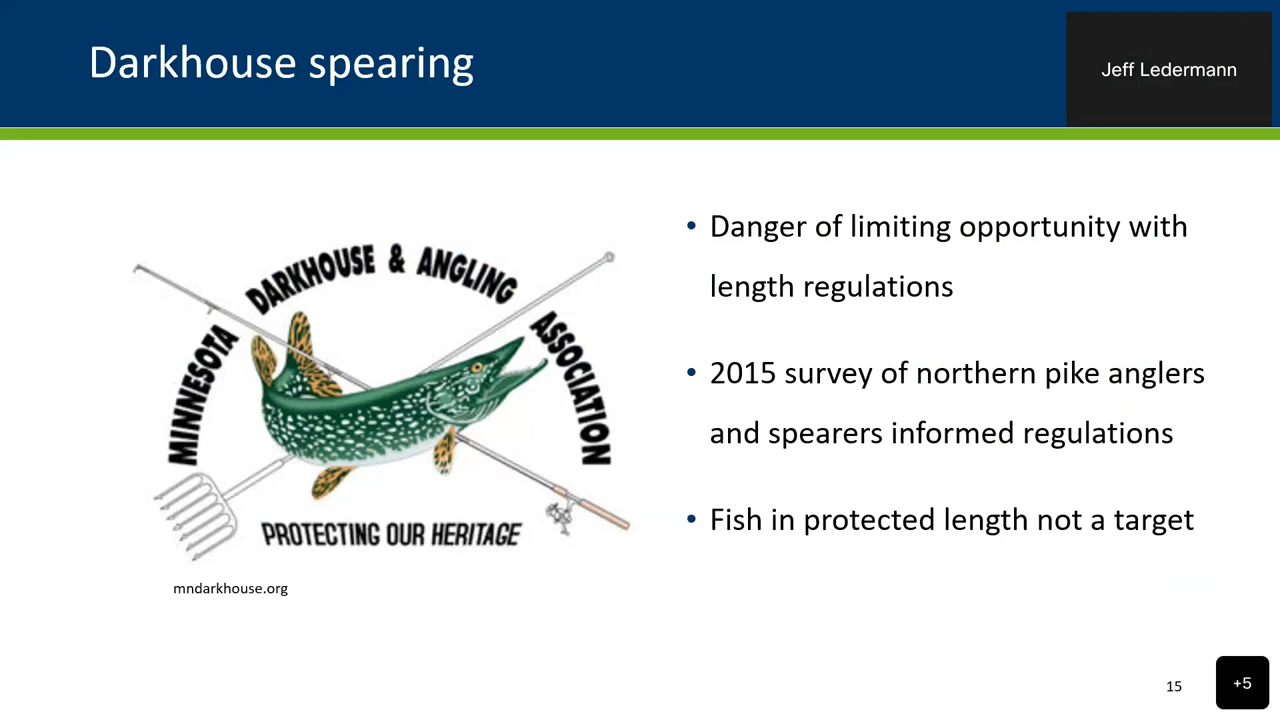 Darkhouse spearing
Jeff Ledermann
MINNESOTA DARKHOUSE & ANGLING ASSOCIATION
PROTECTING OUR HERITAGE
mndarkhouse.org
• Danger of limiting opportunity with
length regulations
• 2015 survey of northern pike anglers
and spearers informed regulations
• Fish in protected length not a target
15
+5